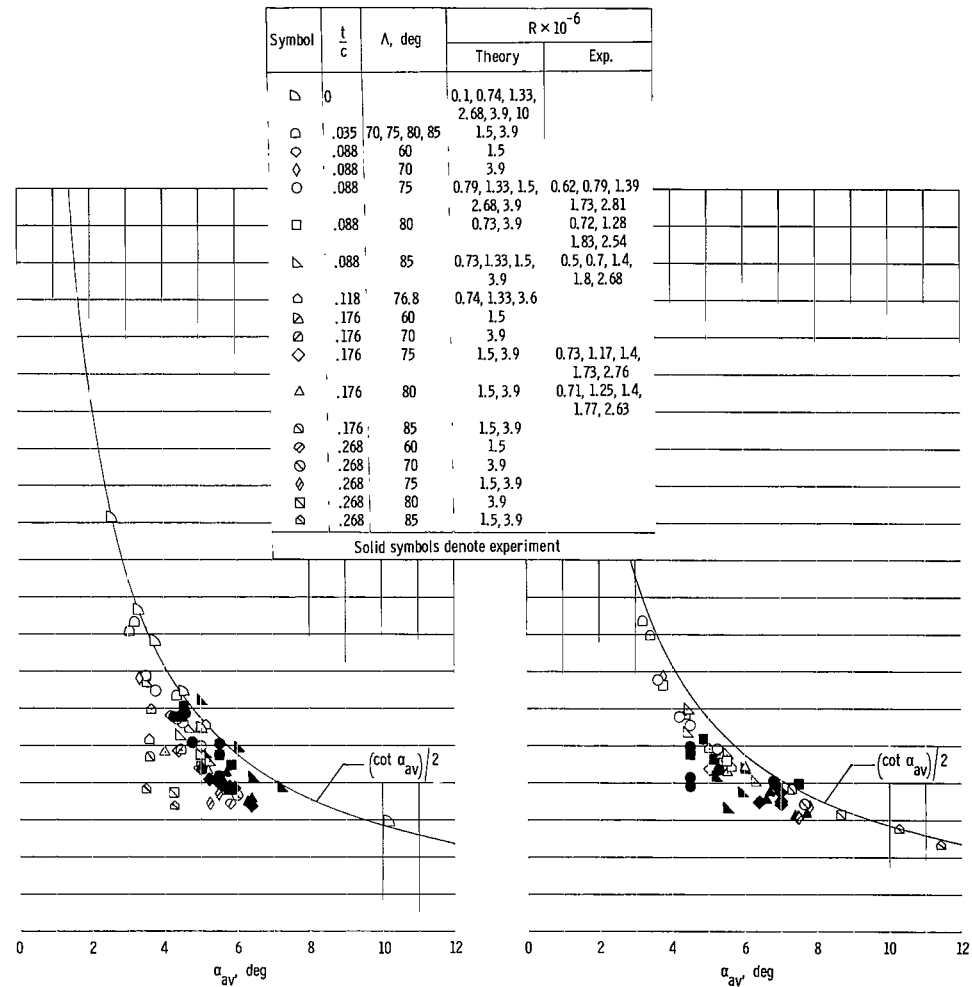 Symbol t/c Λ, deg R × 10^-6
Theory Exp.
0 0.1, 0.74, 1.33,
2.68, 3.9, 10
.035 70, 75, 80, 85 1.5, 3.9
.088 60 1.5
.088 70 3.9
.088 75 0.79, 1.33, 1.5, 0.62, 0.79, 1.39
2.68, 3.9 1.73, 2.81
.088 80 0.73, 3.9 0.72, 1.28
1.83, 2.54
.088 85 0.73, 1.33, 1.5, 0.5, 0.7, 1.4,
3.9 1.8, 2.68
.118 76.8 0.74, 1.33, 3.6
.176 60 1.5
.176 70 3.9
.176 75 1.5, 3.9 0.73, 1.17, 1.4,
1.73, 2.76
.176 80 1.5, 3.9 0.71, 1.25, 1.4,
1.77, 2.63
.176 85 1.5, 3.9
.268 60 1.5
.268 70 3.9
.268 75 1.5, 3.9
.268 80 3.9
.268 85 1.5, 3.9
Solid symbols denote experiment
(cot α_av)/2
(cot α_av)/2
0 2 4 6 8 10 12
α_av, deg
0 2 4 6 8 10 12
α_av, deg